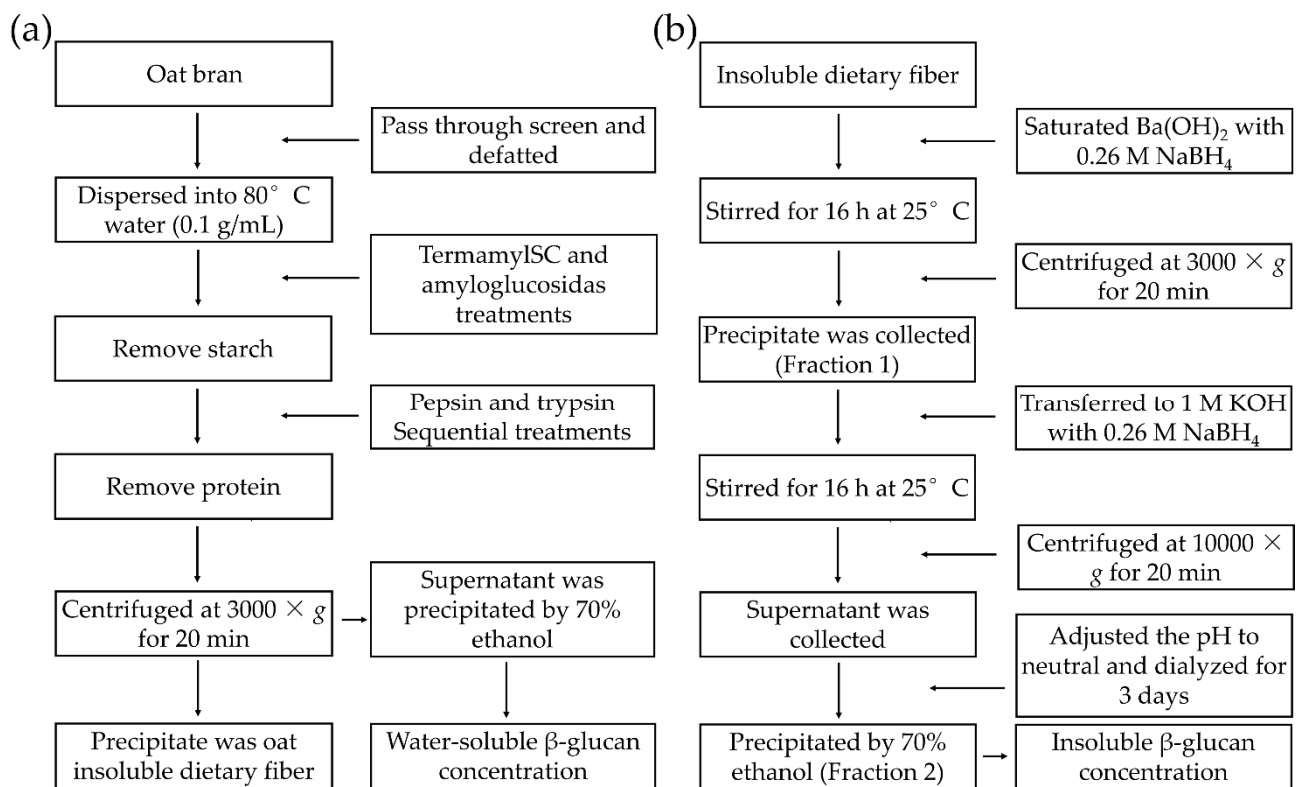 (a)
Oat bran
Pass through screen and
defatted
Dispersed into 80° C
water (0.1 g/mL)
TermamylSC and
amyloglucosidas
treatments
Remove starch
Pepsin and trypsin
Sequential treatments
Remove protein
Centrifuged at 3000 × g
for 20 min
Supernatant was
precipitated by 70%
ethanol
Precipitate was oat
insoluble dietary fiber
Water-soluble β-glucan
concentration
(b)
Insoluble dietary fiber
Saturated Ba(OH)₂ with
0.26 M NaBH₄
Stirred for 16 h at 25° C
Centrifuged at 3000 × g
for 20 min
Precipitate was collected
(Fraction 1)
Transferred to 1 M KOH
with 0.26 M NaBH₄
Stirred for 16 h at 25° C
Centrifuged at 10000 ×
g for 20 min
Supernatant was
collected
Adjusted the pH to
neutral and dialyzed for
3 days
Precipitated by 70%
ethanol (Fraction 2)
Insoluble β-glucan
concentration